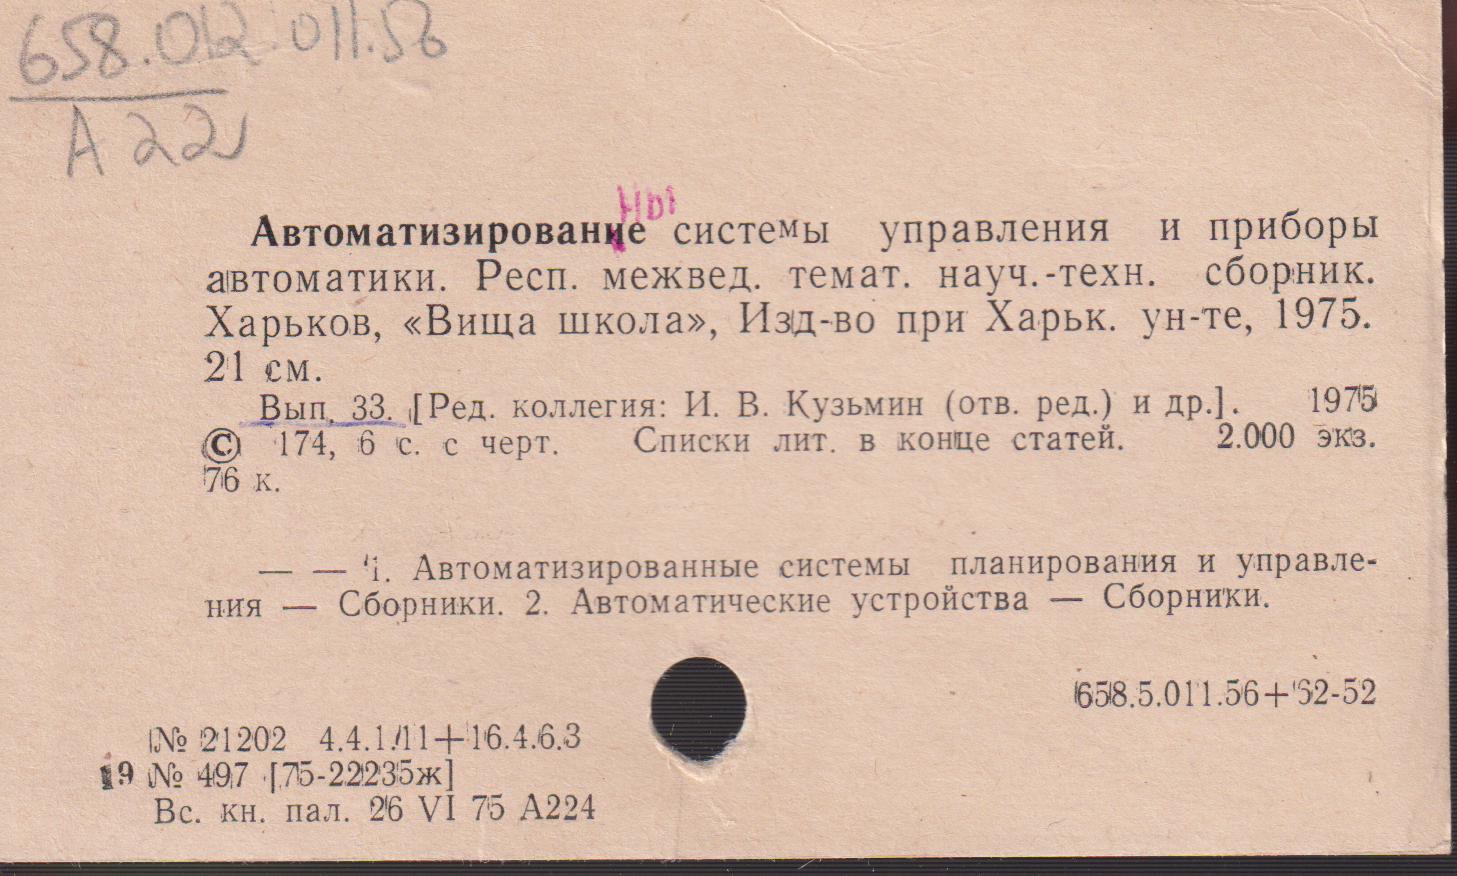 658.012.011.56
А 22
ны
Автоматизирование системы управления и приборы
автоматики. Респ. межвед. темат. науч.-техн. сборник.
Харьков, «Вища школа», Изд-во при Харьк. ун-те, 1975.
21 см.
Вып. 33. [Ред. коллегия: И. В. Кузьмин (отв. ред.) и др.]. 1975
© 174, 6 с. с черт. Списки лит. в конце статей. 2.000 экз.
76 к.
— — 1. Автоматизированные системы планирования и управле-
ния — Сборники. 2. Автоматические устройства — Сборники.
658.5.011.56+62-52
№ 21202 4.4.1.11+16.4.6.3
19 № 497 [75-22235ж]
Вс. кн. пал. 26 VI 75 А224